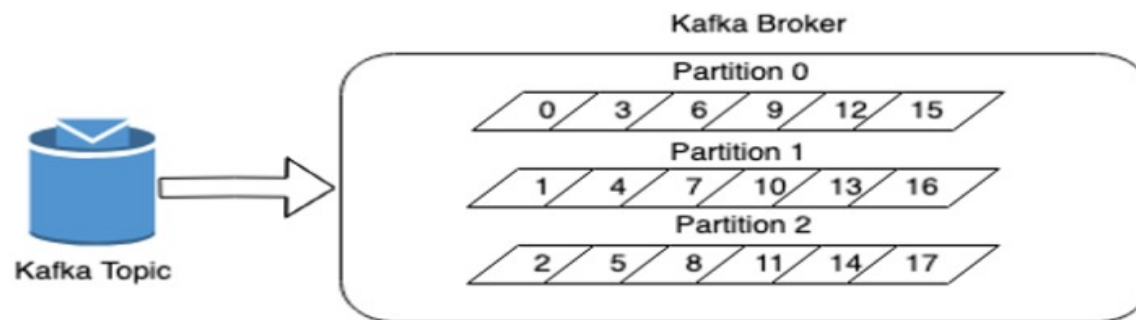 Kafka Broker
Partition 0
0 3 6 9 12 15
Partition 1
1 4 7 10 13 16
Partition 2
2 5 8 11 14 17
Kafka Topic